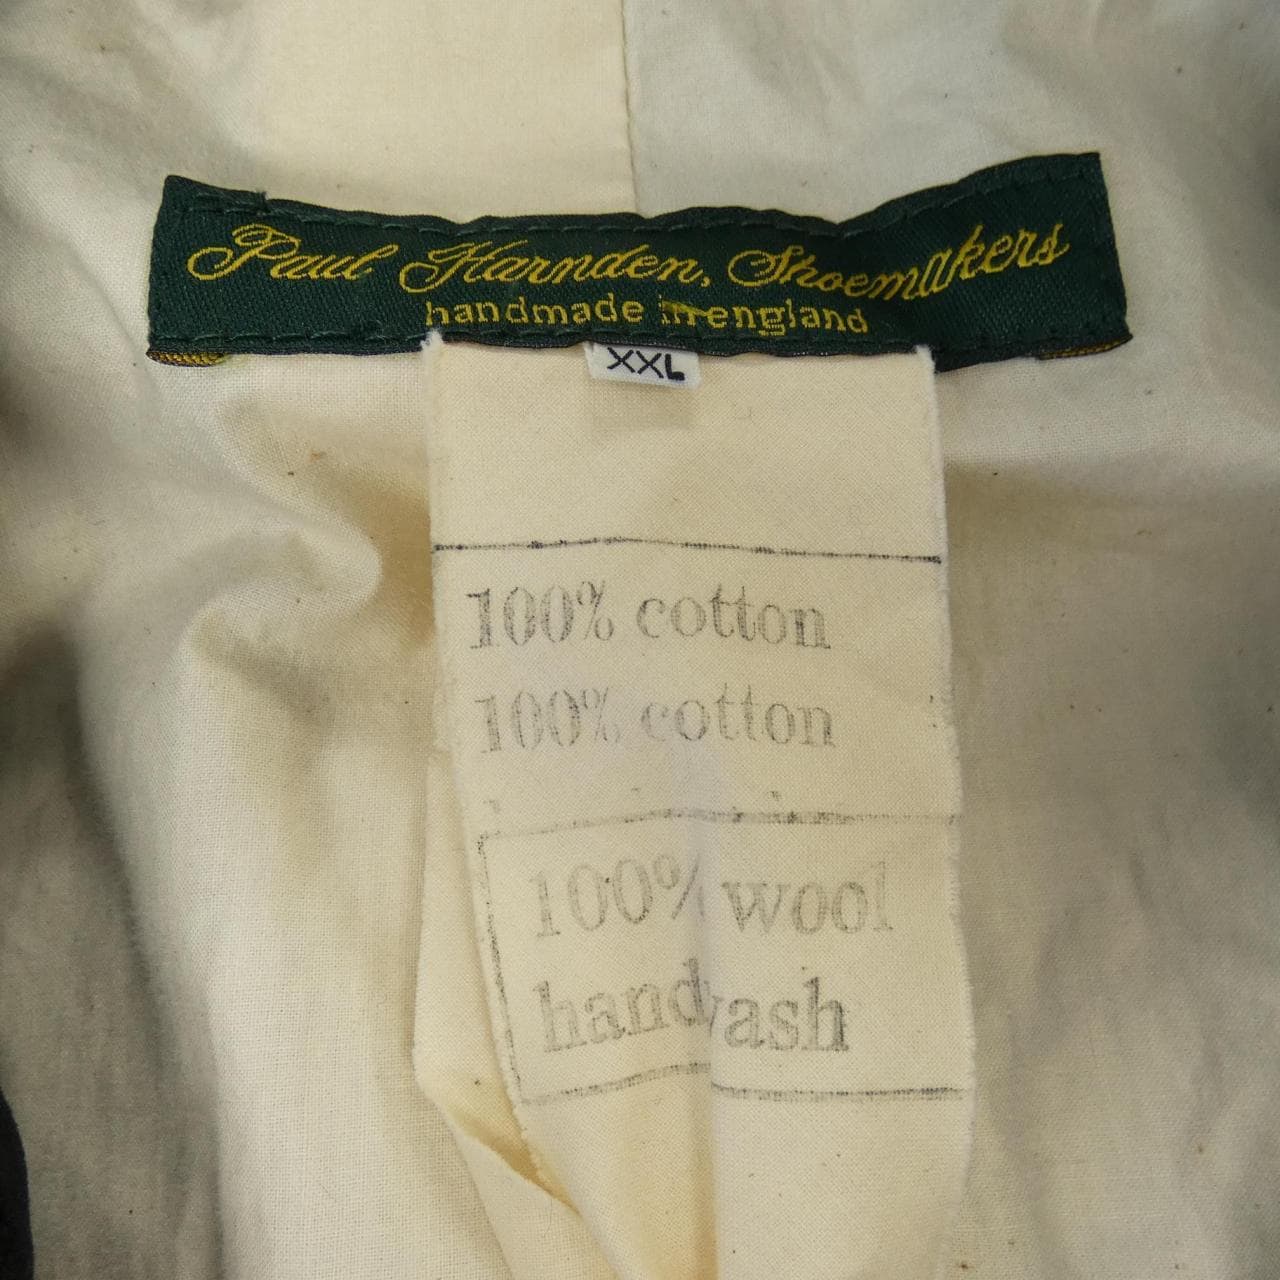 Paul Harnden, Shoemakers
handmade in england
XXL
100% cotton
100% cotton
100% wool
handwash